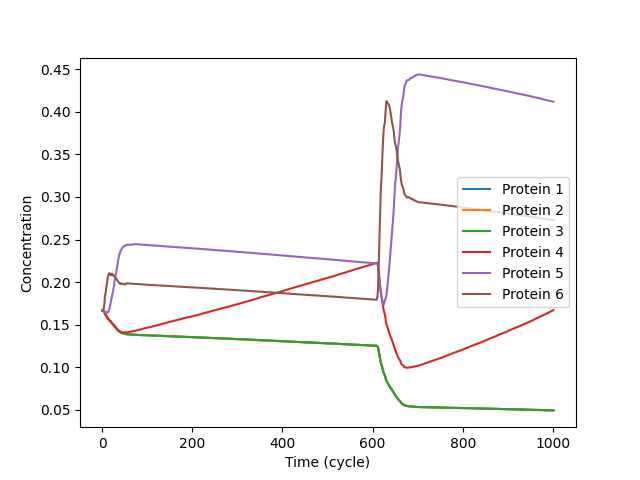 0.45
0.40
0.35
0.30
0.25
0.20
0.15
0.10
0.05
Concentration
0
200
400
600
800
1000
Time (cycle)
Protein 1
Protein 2
Protein 3
Protein 4
Protein 5
Protein 6